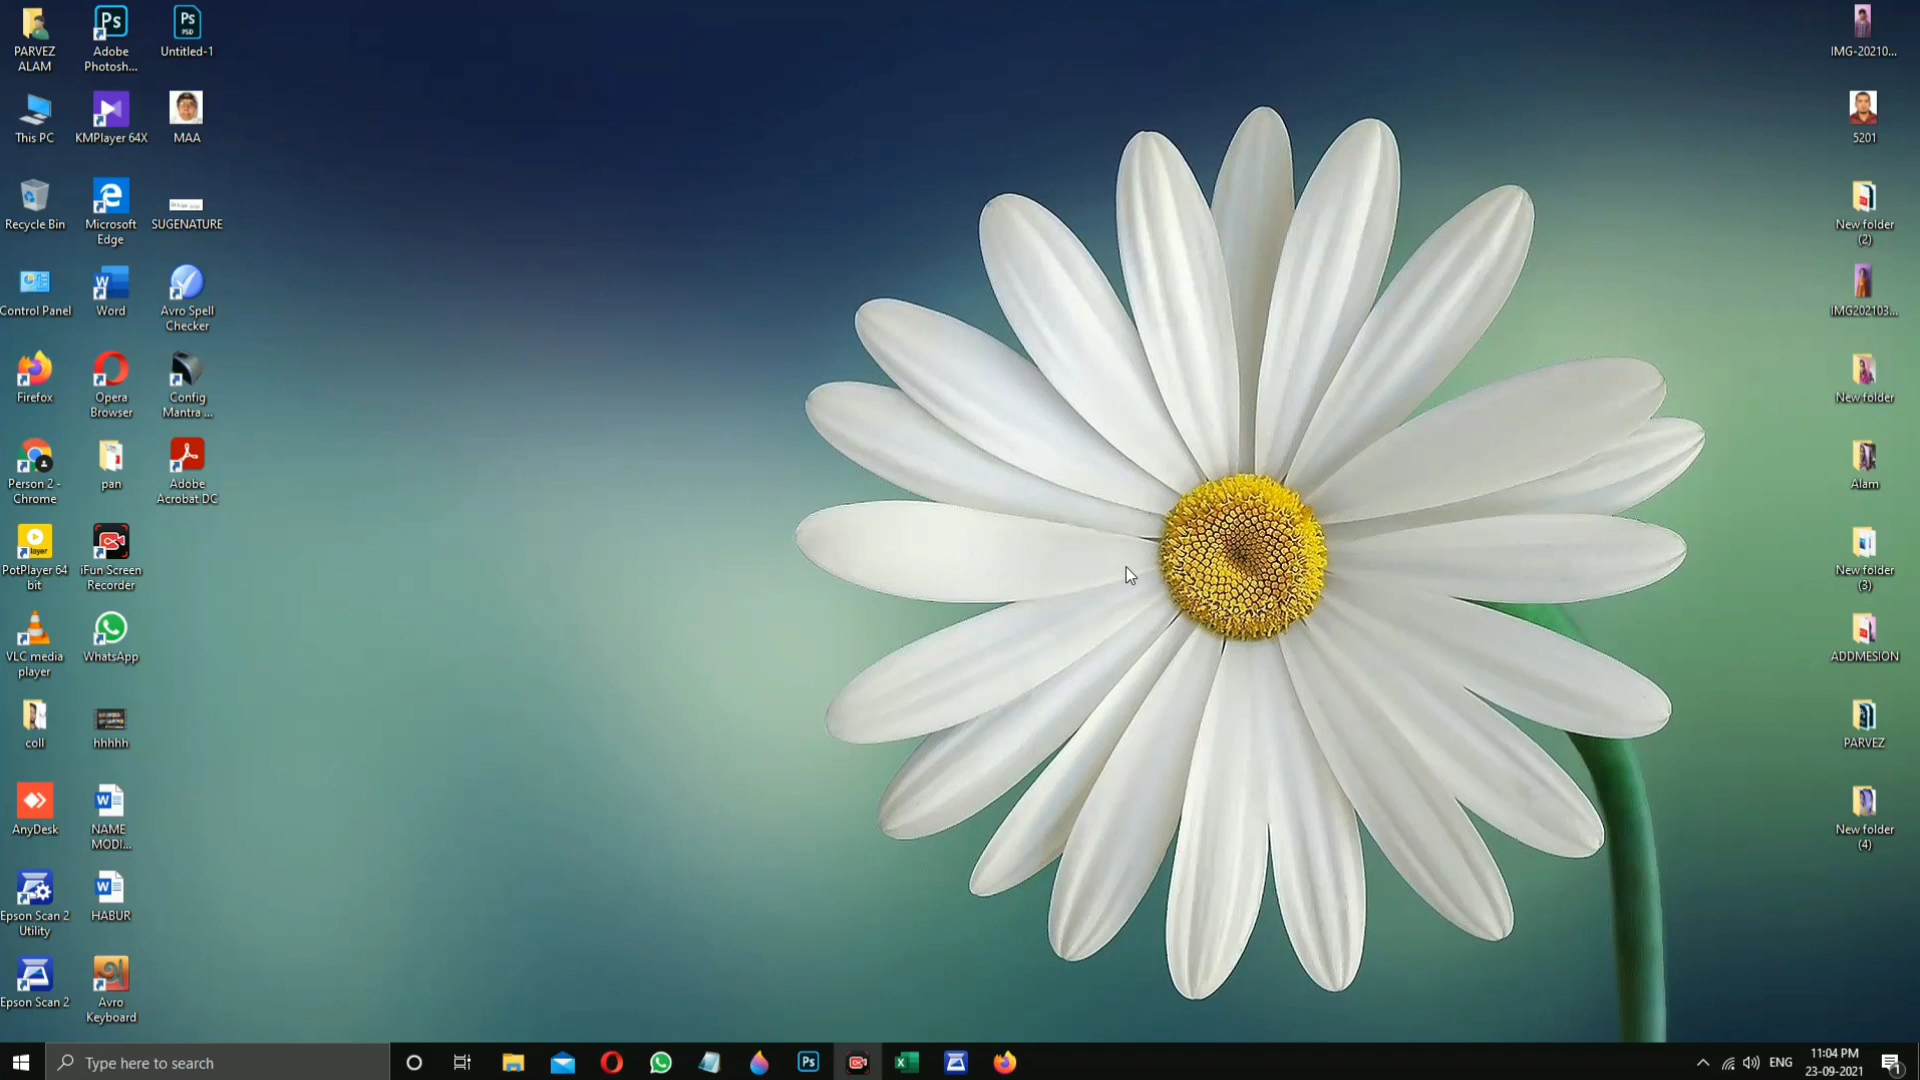 PARVEZ
ALAM
Adobe
Photosh...
Untitled-1
This PC
KMPlayer 64X
MAA
Recycle Bin
Microsoft
Edge
SUGENATURE
Control Panel
Word
Avro Spell
Checker
Firefox
Opera
Browser
Config
Mantra ...
Person 2 -
Chrome
pan
Adobe
Acrobat DC
PotPlayer 64
bit
iFun Screen
Recorder
VLC media
player
WhatsApp
coll
hhhhh
AnyDesk
NAME
MODI...
Epson Scan 2
Utility
HABUR
Epson Scan 2
Avro
Keyboard
IMG-20210...
5201
New folder
(2)
IMG202103...
New folder
Alam
New folder
(3)
ADDMESION
PARVEZ
New folder
(4)
Type here to search
ENG
11:04 PM
23-09-2021